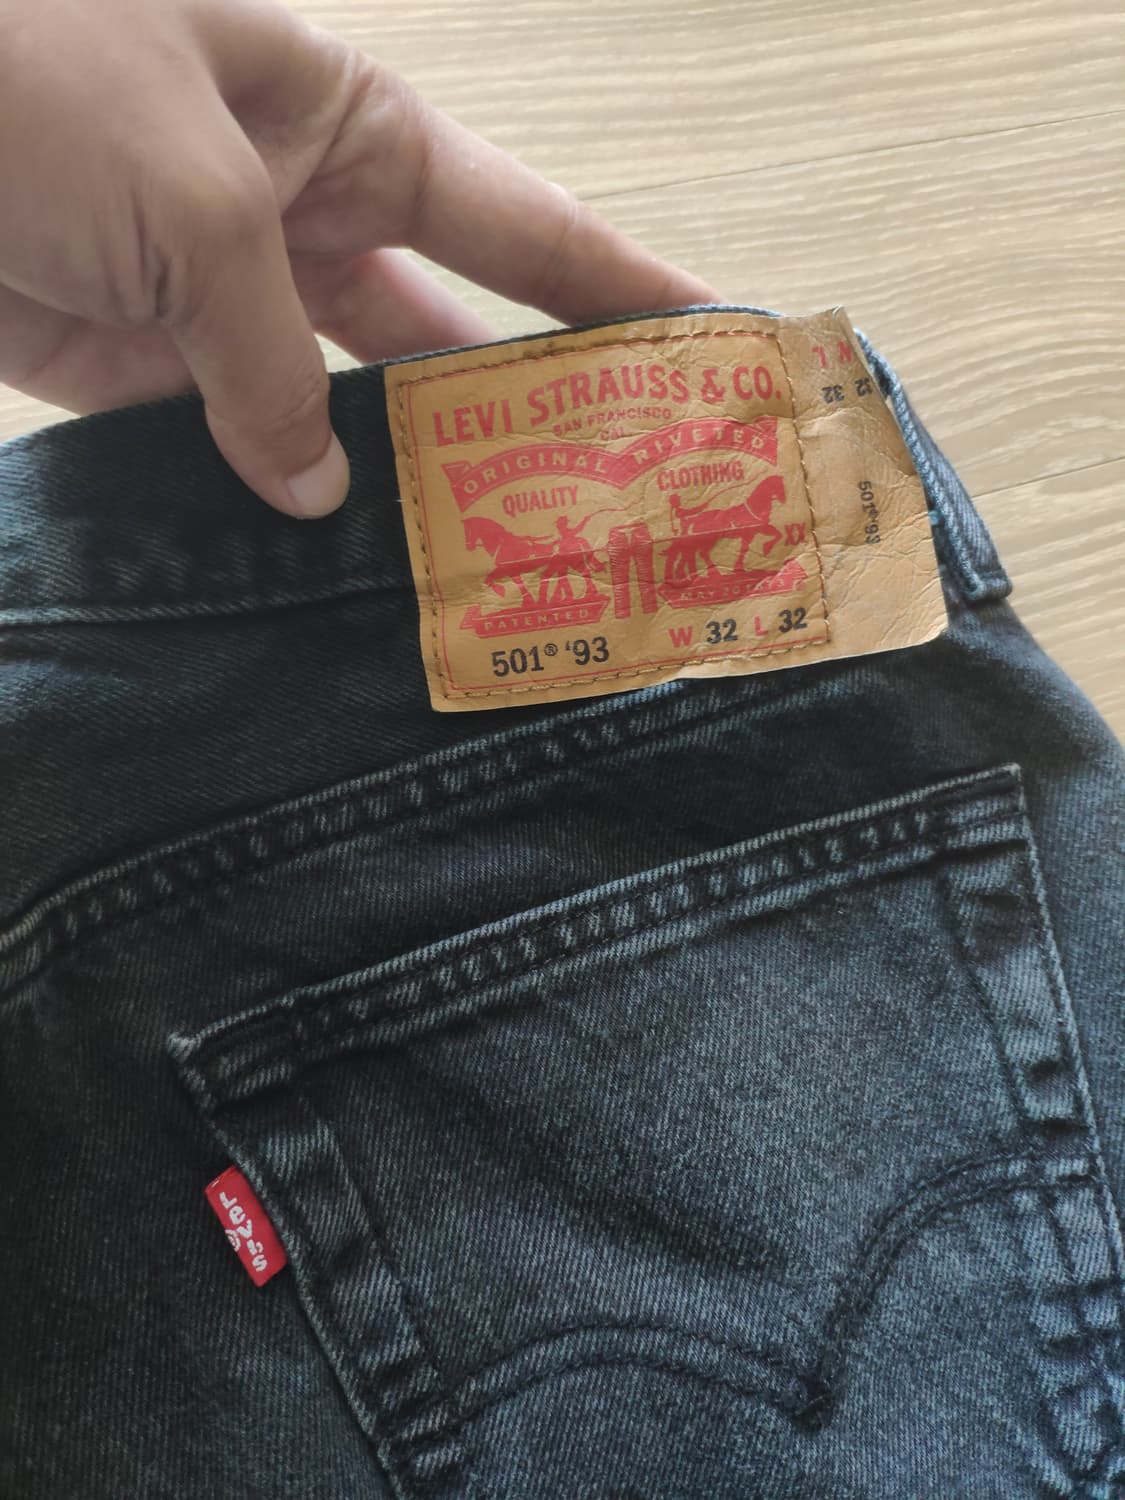 LEVI STRAUSS & CO.
SAN FRANCISCO
CAL
ORIGINAL RIVETED
QUALITY CLOTHING
XX
PATENTED MAY 20
501® '93 W 32 L 32
W L
32 32
501® '93
Levi's
®